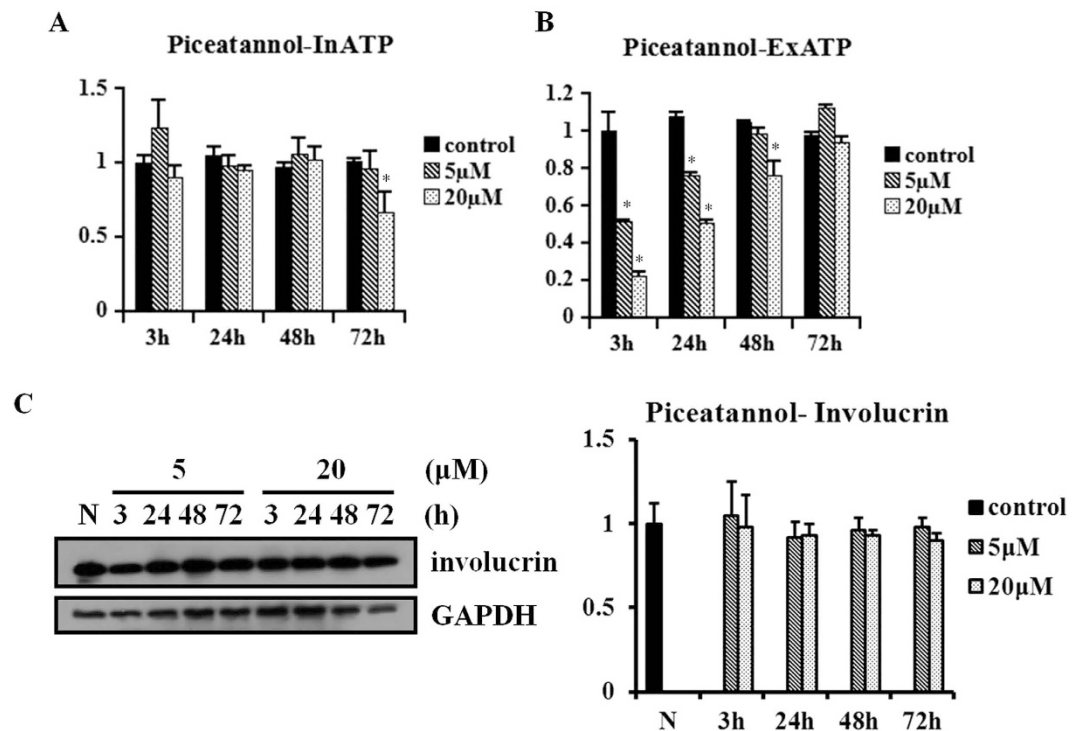 A
Piceatannol-InATP
1.5
1
0.5
0
3h 24h 48h 72h
*
control
5µM
20µM
B
Piceatannol-ExATP
1.2
1
0.8
0.6
0.4
0.2
0
3h 24h 48h 72h
* * * * *
control
5µM
20µM
C
5 20 (µM)
N 3 24 48 72 3 24 48 72 (h)
involucrin
GAPDH
Piceatannol- Involucrin
1.5
1
0.5
0
N 3h 24h 48h 72h
control
5µM
20µM